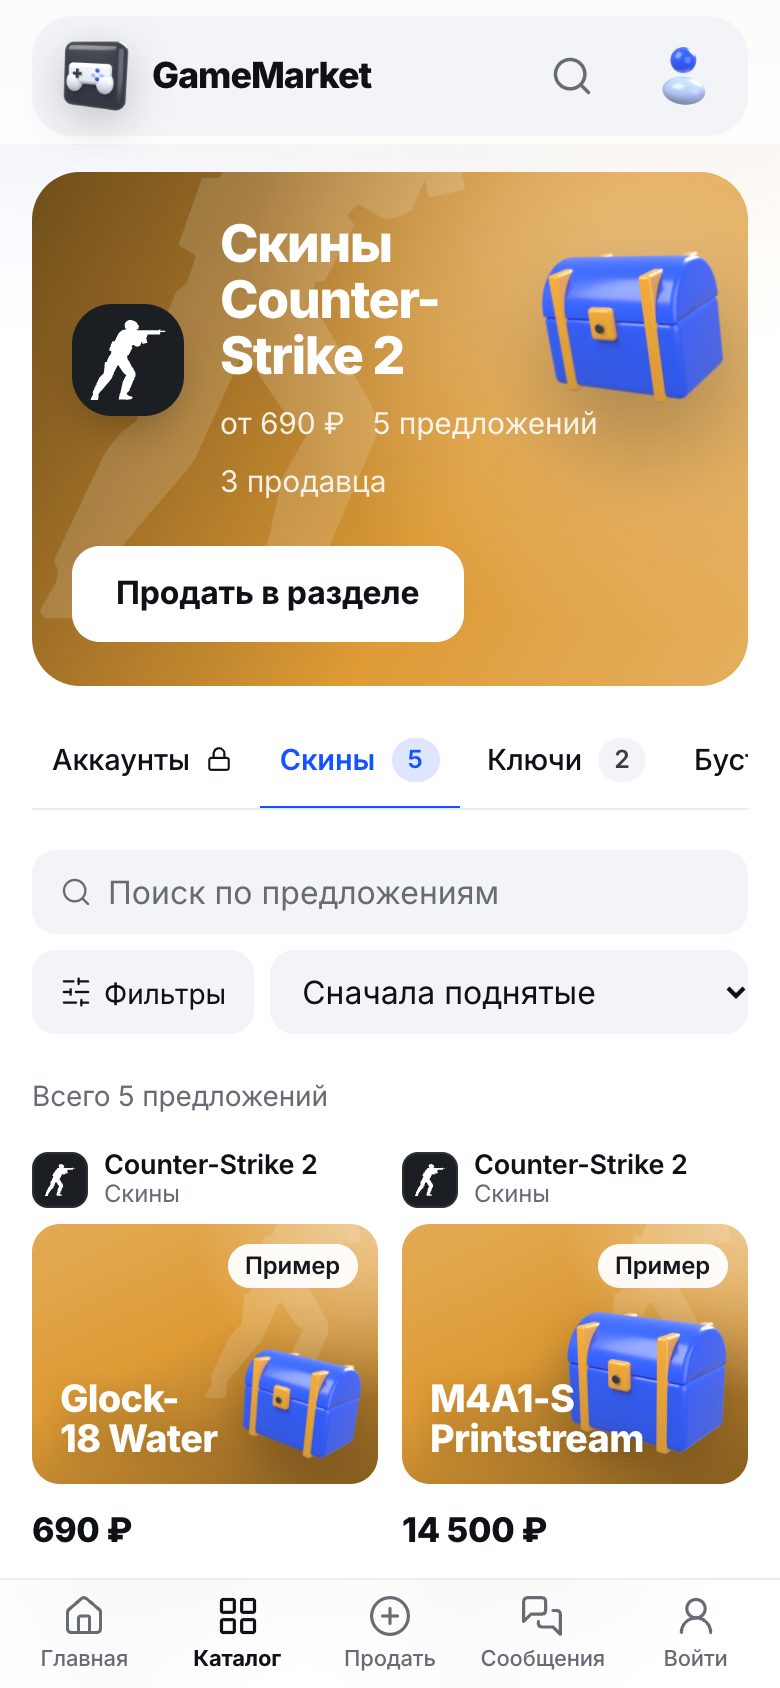 GameMarket
Скины
Counter-
Strike 2
от 690 ₽ 5 предложений
3 продавца
Продать в разделе
Аккаунты Скины 5 Ключи 2 Буст
Поиск по предложениям
Фильтры Сначала поднятые
Всего 5 предложений
Counter-Strike 2
Скины
Counter-Strike 2
Скины
Пример
Glock-
18 Water
Пример
M4A1-S
Printstream
690 ₽
14 500 ₽
Главная Каталог Продать Сообщения Войти